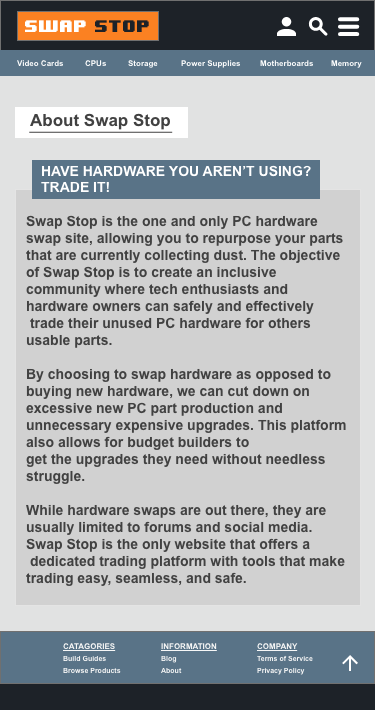 SWAP STOP
Video Cards CPUs Storage Power Supplies Motherboards Memory
About Swap Stop
HAVE HARDWARE YOU AREN'T USING?
TRADE IT!
Swap Stop is the one and only PC hardware
swap site, allowing you to repurpose your parts
that are currently collecting dust. The objective
of Swap Stop is to create an inclusive
community where tech enthusiasts and
hardware owners can safely and effectively
trade their unused PC hardware for others
usable parts.
By choosing to swap hardware as opposed to
buying new hardware, we can cut down on
excessive new PC part production and
unnecessary expensive upgrades. This platform
also allows for budget builders to
get the upgrades they need without needless
struggle.
While hardware swaps are out there, they are
usually limited to forums and social media.
Swap Stop is the only website that offers a
dedicated trading platform with tools that make
trading easy, seamless, and safe.
CATAGORIES INFORMATION COMPANY
Build Guides Blog Terms of Service
Browse Products About Privacy Policy